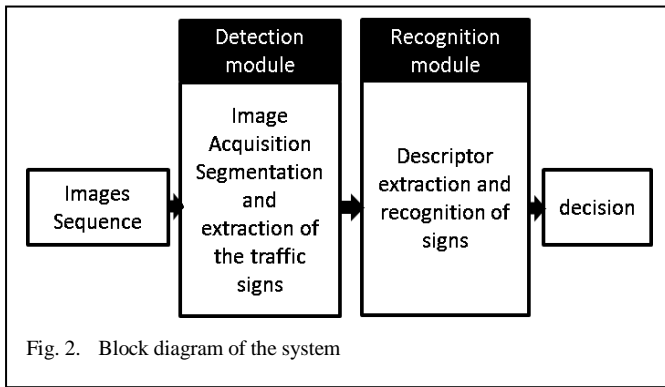 Detection
module
Image
Acquisition
Segmentation
and
extraction of
the traffic
signs
Recognition
module
Descriptor
extraction and
recognition of
signs
Images
Sequence
decision
Fig. 2. Block diagram of the system